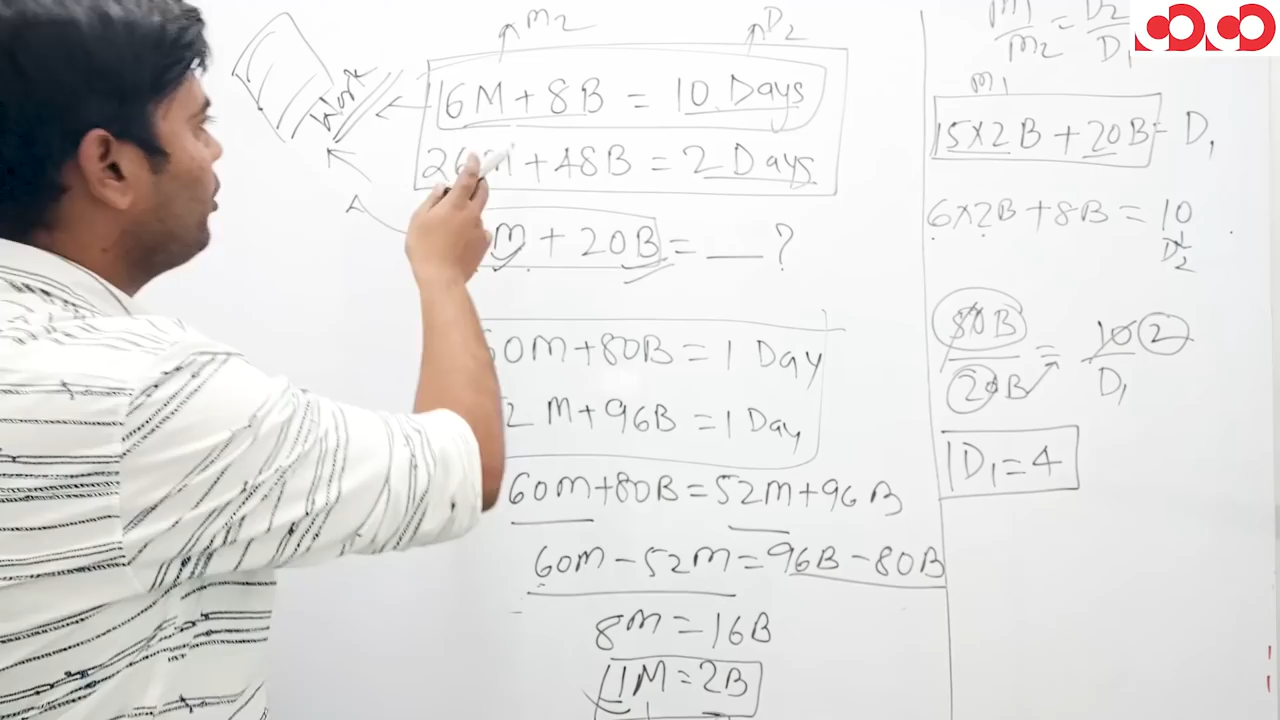 M2
D2
Work
6M + 8B = 10 Days
26M + 48B = 2 Days
M + 20B = __ ?
60M + 80B = 1 Day
2 M + 96B = 1 Day
60M + 80B = 52M + 96B
60M - 52M = 96B - 80B
8M = 16B
1M = 2B
M1/M2 = D2/D1
M1
15×2B + 20B = D1
6×2B + 8B = 10
D2
80B/20B = 10/D1 2
D1 = 4